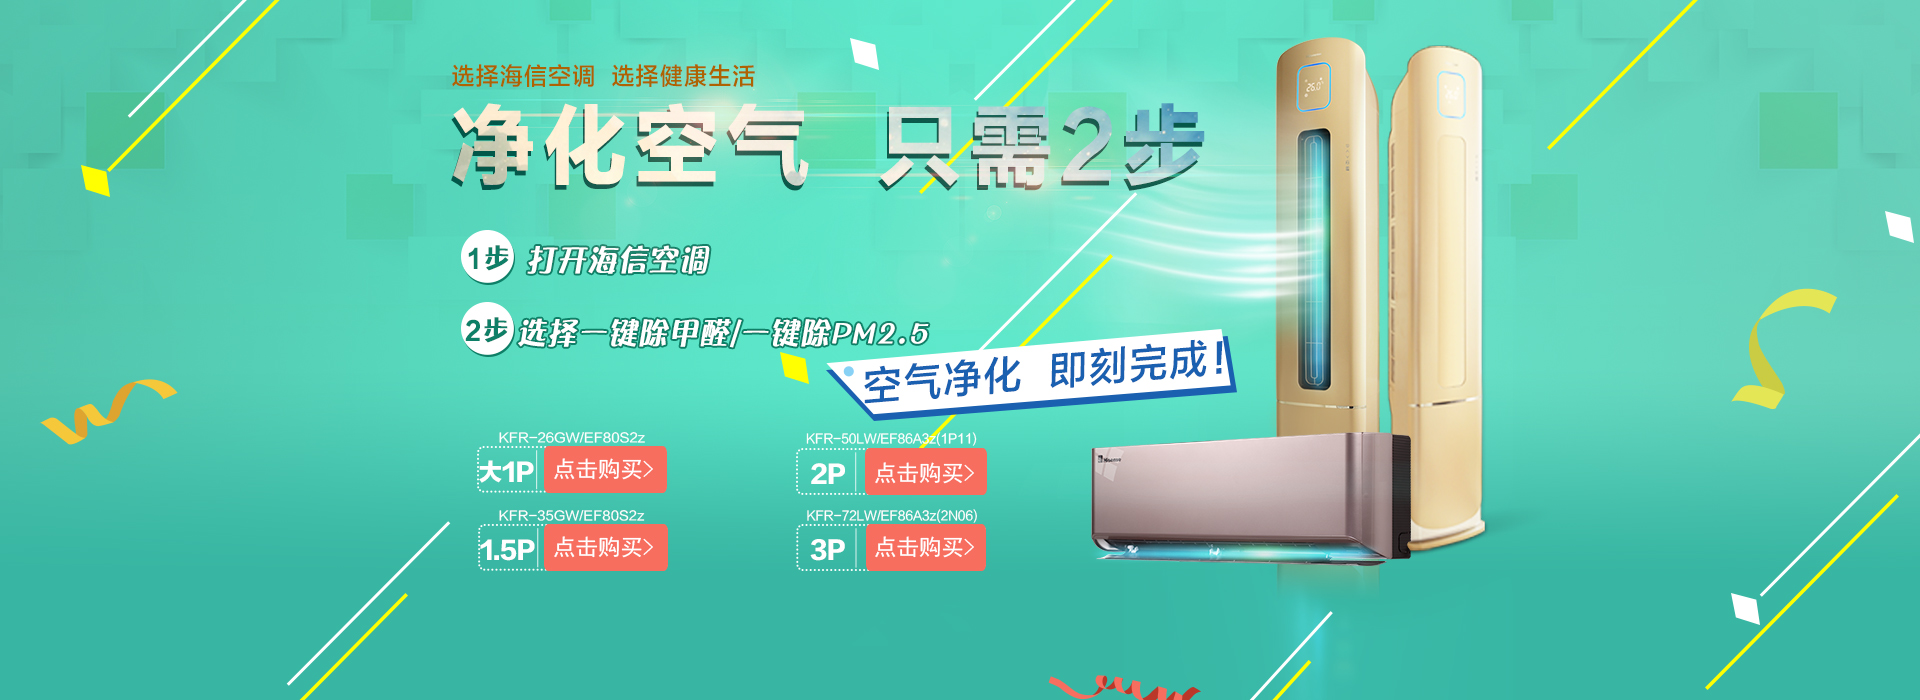 选择海信空调 选择健康生活
净化空气 只需2步
1步 打开海信空调
2步 选择一键除甲醛/一键除PM2.5
空气净化 即刻完成!
KFR-26GW/EF80S2z
大1P 点击购买>
KFR-50LW/EF86A3z(1P11)
2P 点击购买>
KFR-35GW/EF80S2z
1.5P 点击购买>
KFR-72LW/EF86A3z(2N06)
3P 点击购买>
Hisense